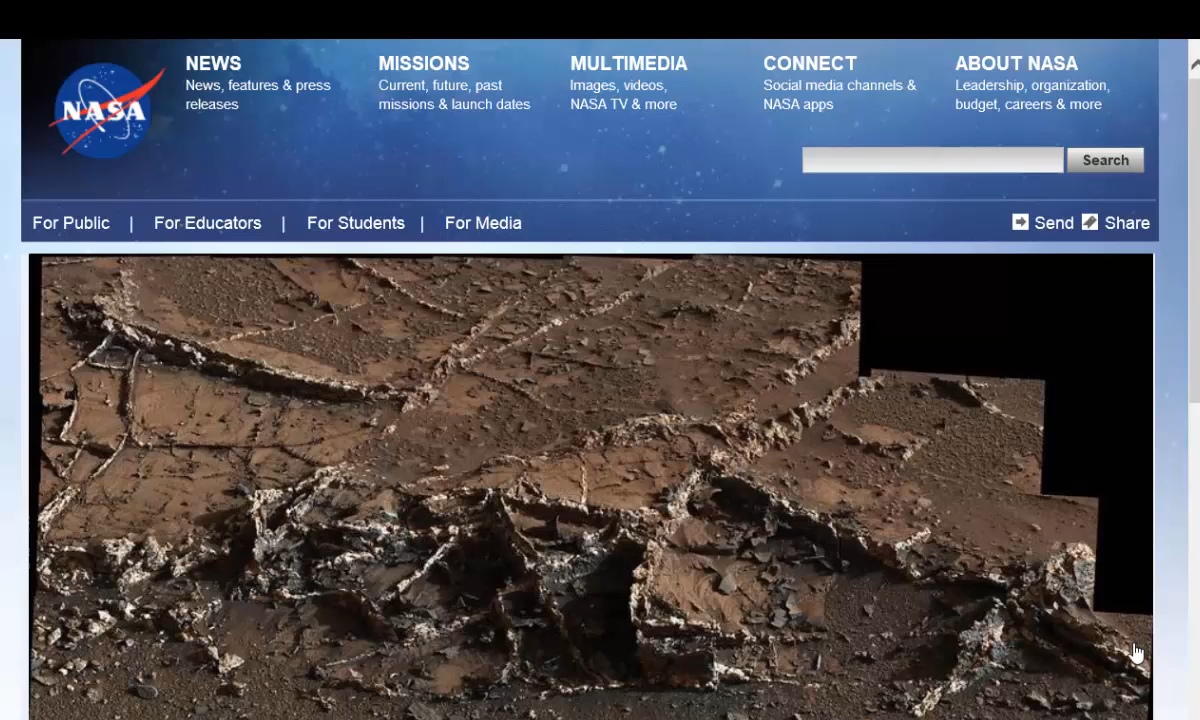 NASA
NEWS
News, features & press
releases
MISSIONS
Current, future, past
missions & launch dates
MULTIMEDIA
Images, videos,
NASA TV & more
CONNECT
Social media channels &
NASA apps
ABOUT NASA
Leadership, organization,
budget, careers & more
Search
For Public | For Educators | For Students | For Media
Send Share